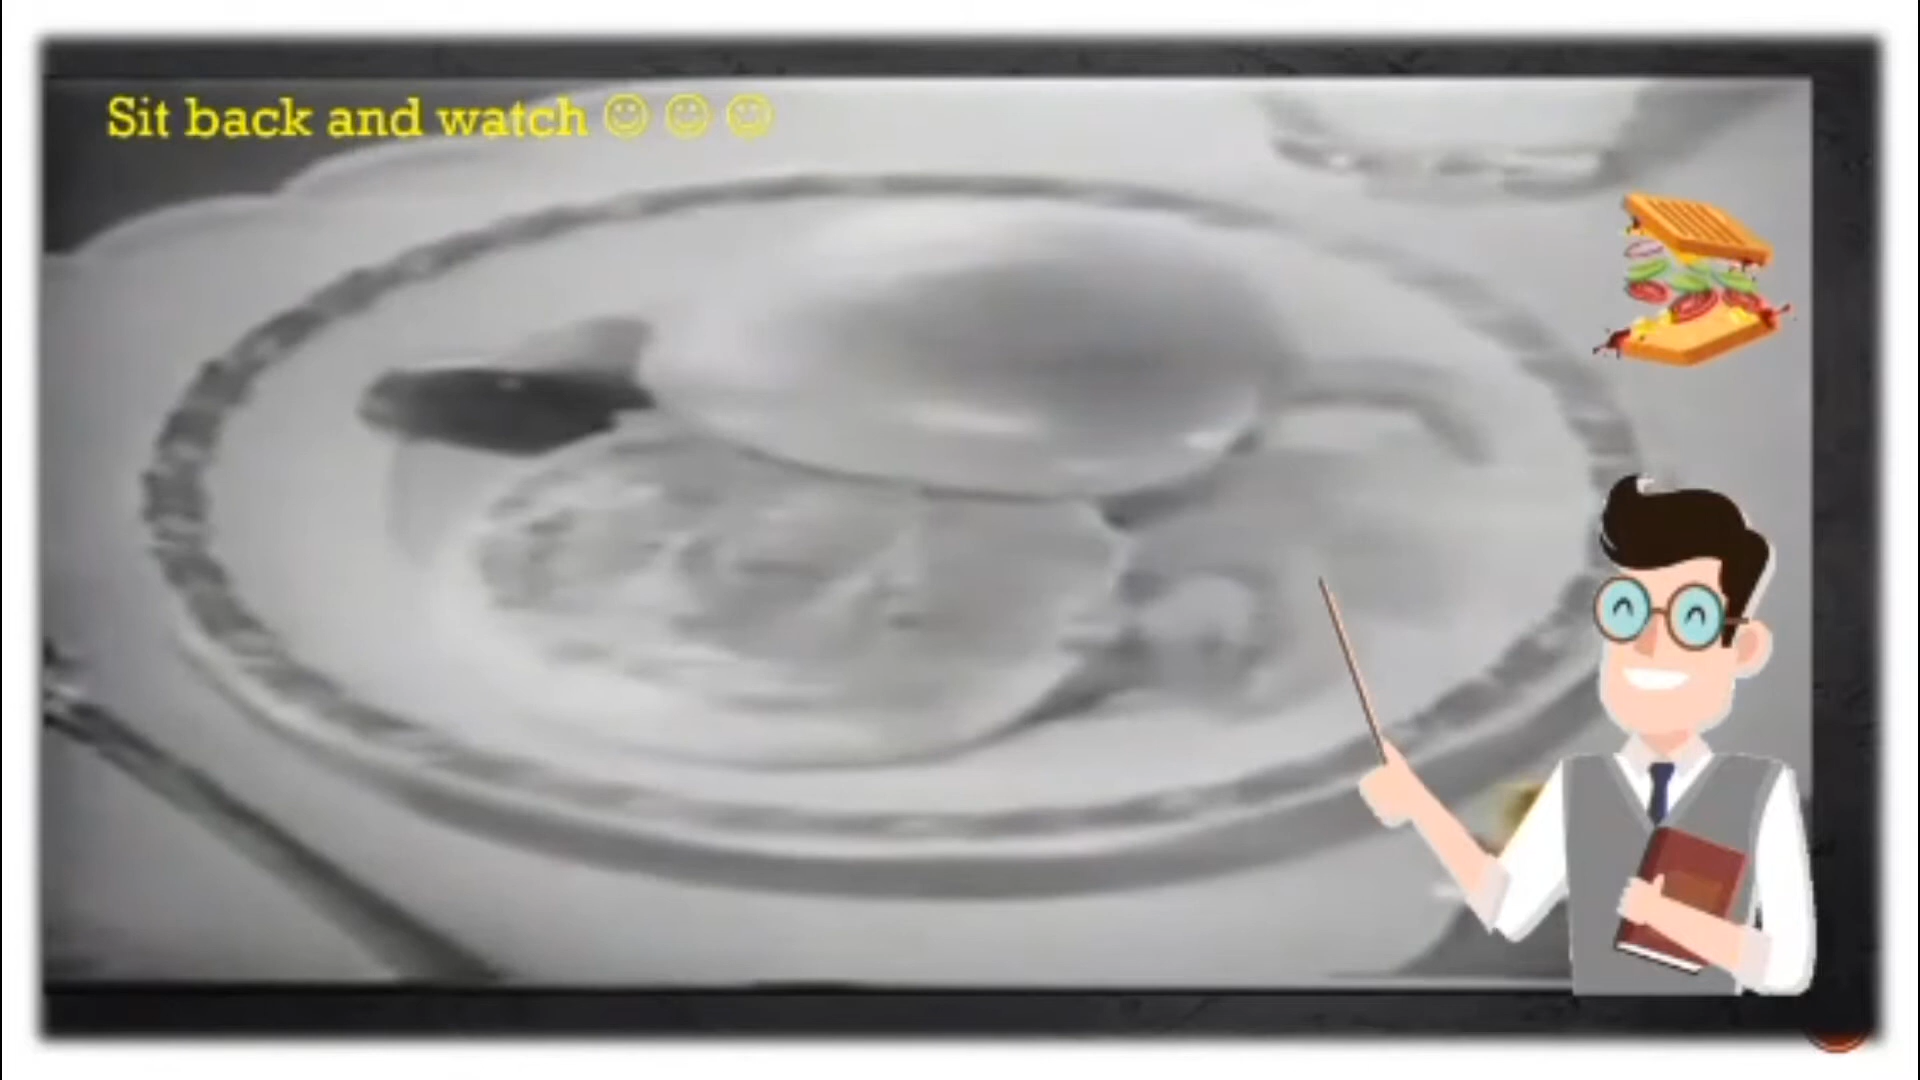 Sit back and watch ☺ ☺ ☺